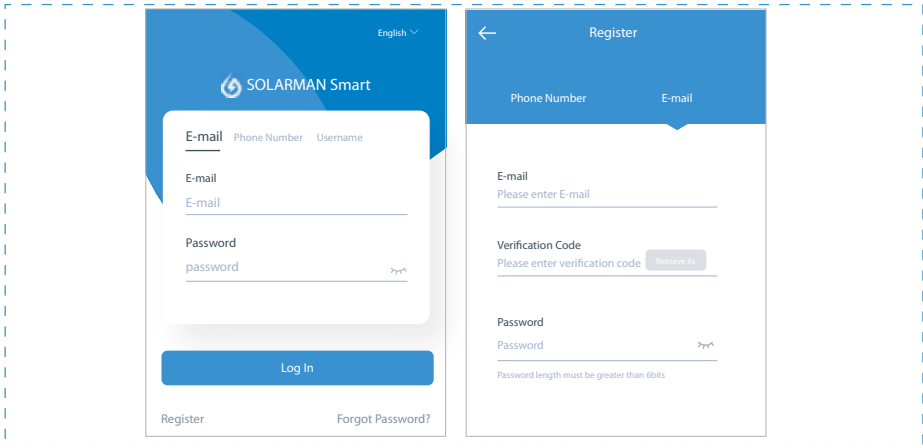 English
SOLARMAN Smart
E-mail Phone Number Username
E-mail
E-mail
Password
password
Log In
Register Forgot Password?
Register
Phone Number E-mail
E-mail
Please enter E-mail
Verification Code
Please enter verification code Retrieve Xs
Password
Password
Password length must be greater than 6bits